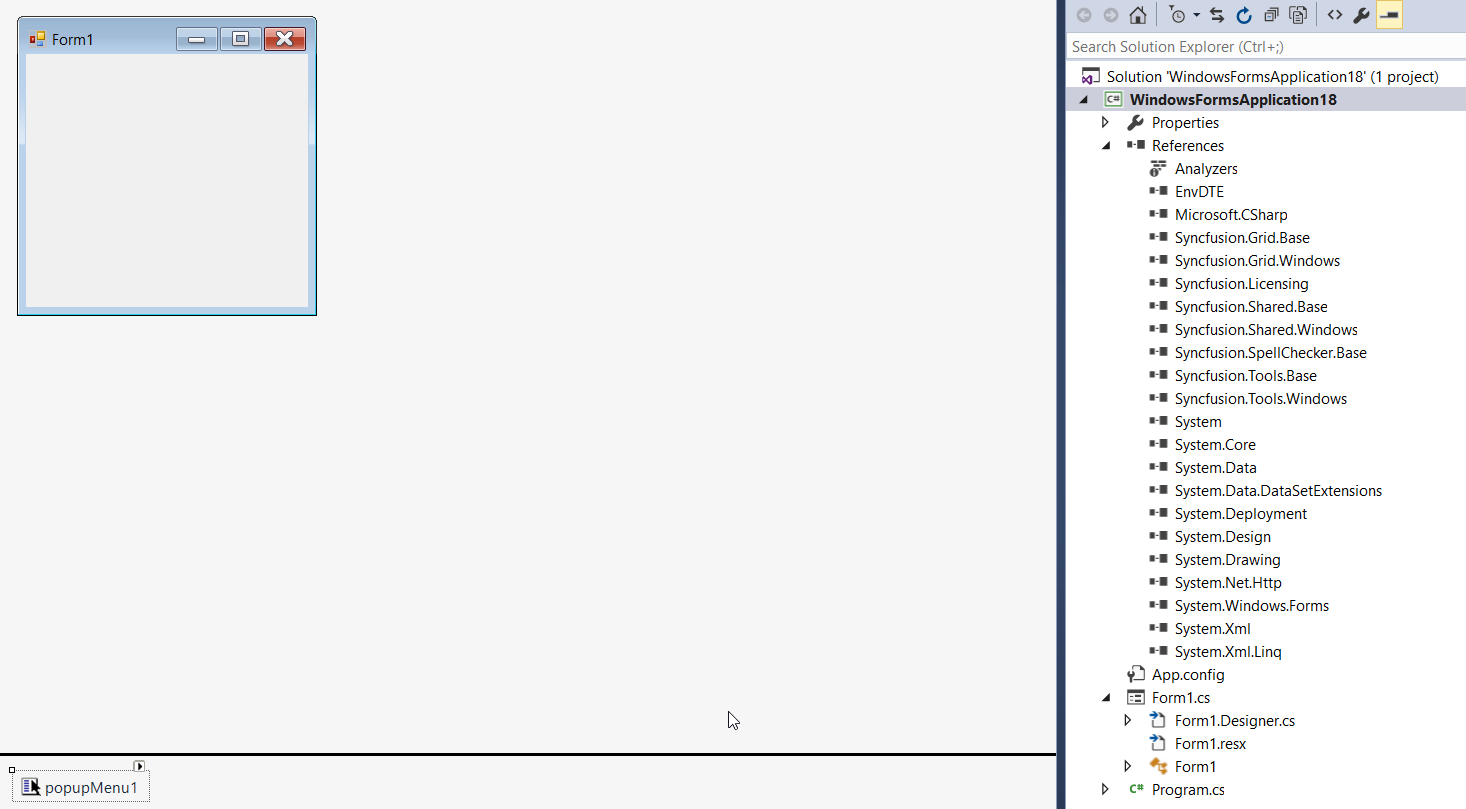 Form1
Search Solution Explorer (Ctrl+;)
Solution 'WindowsFormsApplication18' (1 project)
C# WindowsFormsApplication18
Properties
References
Analyzers
EnvDTE
Microsoft.CSharp
Syncfusion.Grid.Base
Syncfusion.Grid.Windows
Syncfusion.Licensing
Syncfusion.Shared.Base
Syncfusion.Shared.Windows
Syncfusion.SpellChecker.Base
Syncfusion.Tools.Base
Syncfusion.Tools.Windows
System
System.Core
System.Data
System.Data.DataSetExtensions
System.Deployment
System.Design
System.Drawing
System.Net.Http
System.Windows.Forms
System.Xml
System.Xml.Linq
App.config
Form1.cs
Form1.Designer.cs
Form1.resx
Form1
C# Program.cs
popupMenu1